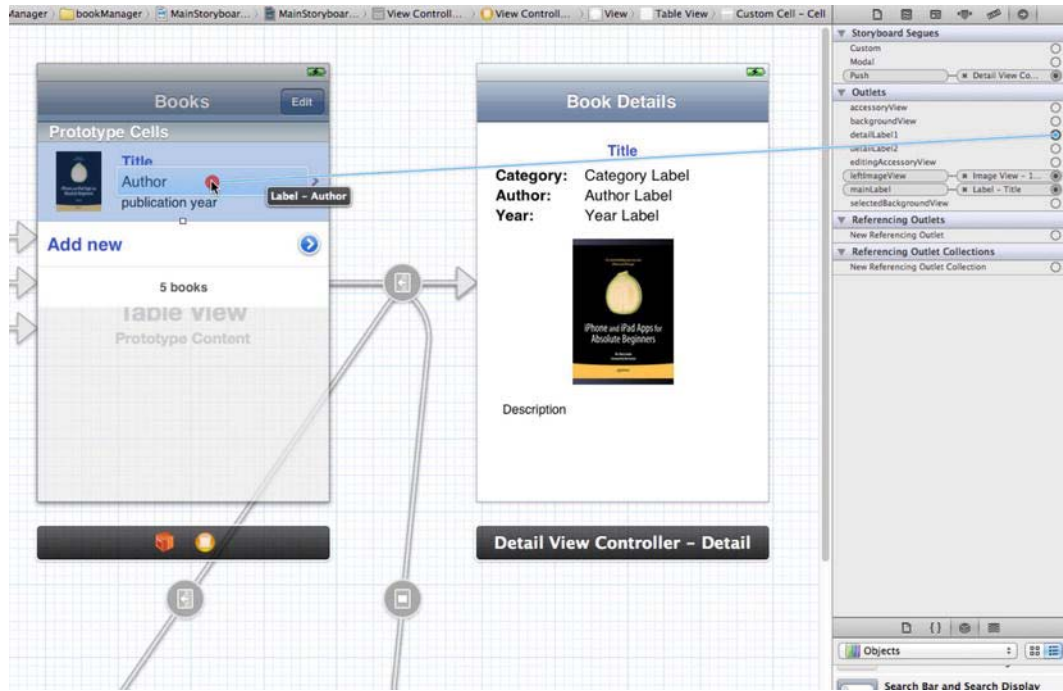 Manager
bookManager
MainStoryboar...
MainStoryboar...
View Controll...
View Controll...
View
Table View
Custom Cell – Cell
Books
Edit
Prototype Cells
Title
Author
Label – Author
publication year
Add new
5 books
Table View
Prototype Content
Book Details
Title
Category: Category Label
Author: Author Label
Year: Year Label
iPhone and iPad Apps for
Absolute Beginners
Description
Detail View Controller – Detail
Storyboard Segues
Custom
Modal
Push
Detail View Co...
Outlets
accessoryView
backgroundView
detailLabel1
detailLabel2
editingAccessoryView
leftImageView
Image View – 1...
mainLabel
Label – Title
selectedBackgroundView
Referencing Outlets
New Referencing Outlet
Referencing Outlet Collections
New Referencing Outlet Collection
{}
Objects
Search Bar and Search Display